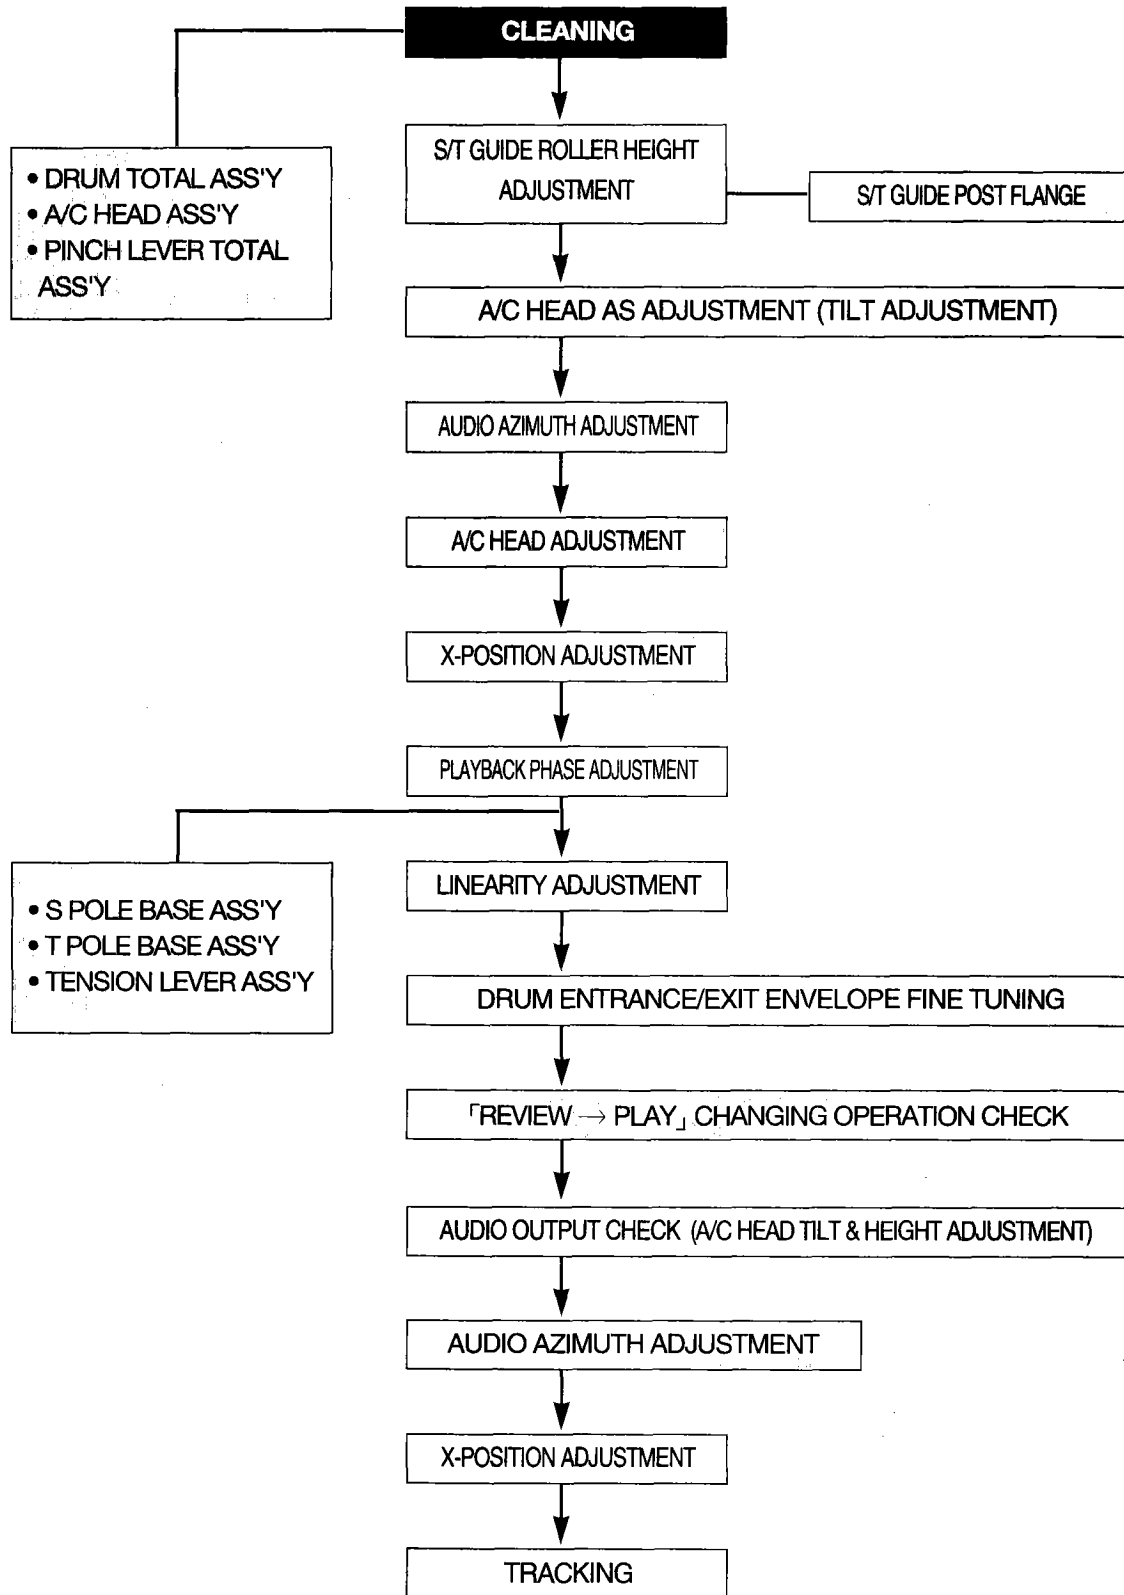 CLEANING
S/T GUIDE ROLLER HEIGHT
ADJUSTMENT
S/T GUIDE POST FLANGE
• DRUM TOTAL ASS'Y
• A/C HEAD ASS'Y
• PINCH LEVER TOTAL
ASS'Y
A/C HEAD AS ADJUSTMENT (TILT ADJUSTMENT)
AUDIO AZIMUTH ADJUSTMENT
A/C HEAD ADJUSTMENT
X-POSITION ADJUSTMENT
PLAYBACK PHASE ADJUSTMENT
LINEARITY ADJUSTMENT
• S POLE BASE ASS'Y
• T POLE BASE ASS'Y
• TENSION LEVER ASS'Y
DRUM ENTRANCE/EXIT ENVELOPE FINE TUNING
「REVIEW → PLAY」 CHANGING OPERATION CHECK
AUDIO OUTPUT CHECK (A/C HEAD TILT & HEIGHT ADJUSTMENT)
AUDIO AZIMUTH ADJUSTMENT
X-POSITION ADJUSTMENT
TRACKING